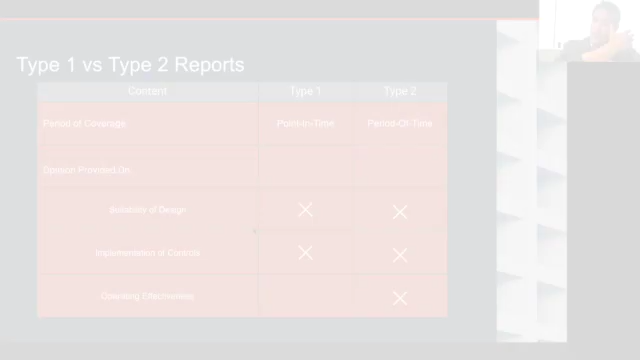 Type 1 vs Type 2 Reports
Content Type 1 Type 2
Period of Coverage Point-In-Time Period-Of-Time
Opinion Provided On:
Suitability of Design
Implementation of Controls
Operating Effectiveness